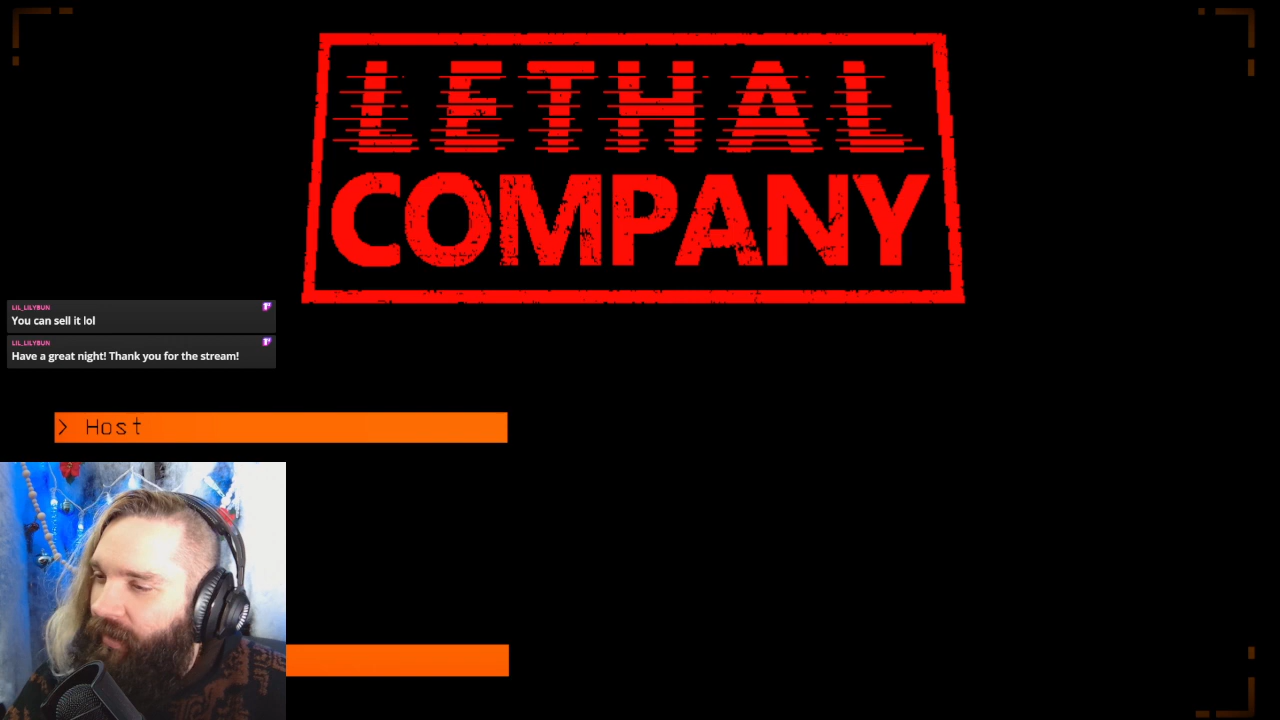 LETHAL
COMPANY
LIL_LILYBUN
You can sell it lol
LIL_LILYBUN
Have a great night! Thank you for the stream!
> Host